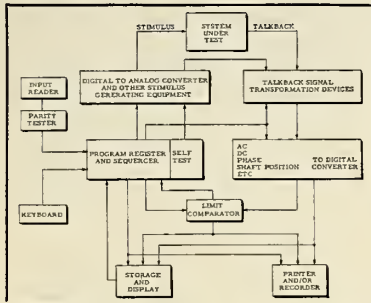 STIMULUS
SYSTEM
UNDER
TEST
TALKBACK
INPUT
READER
DIGITAL TO ANALOG CONVERTER
AND OTHER STIMULUS
GENERATING EQUIPMENT
TALKBACK SIGNAL
TRANSFORMATION DEVICES
PARITY
TESTER
PROGRAM REGISTER
AND SEQUENCER
SELF
TEST
AC
DC
PHASE
SHAFT POSITION
ETC
TO DIGITAL
CONVERTER
KEYBOARD
LIMIT
COMPARATOR
STORAGE
AND
DISPLAY
PRINTER
AND/OR
RECORDER